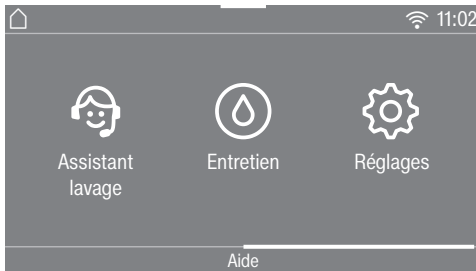 11:02
Assistant
lavage
Entretien
Réglages
Aide